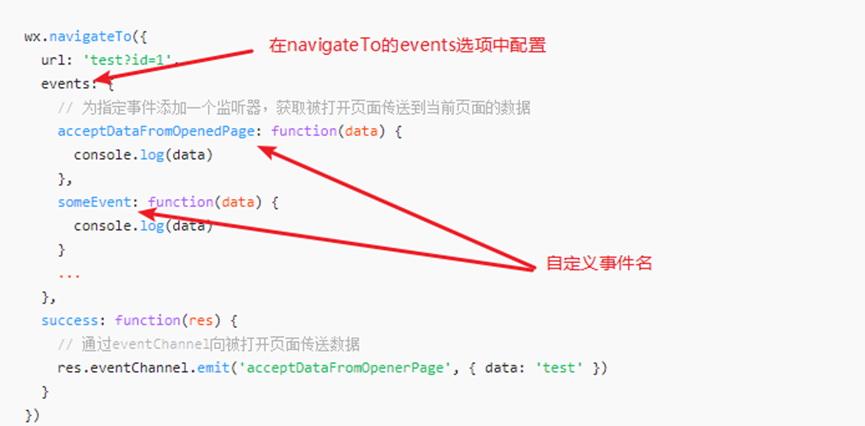 wx.navigateTo({
在navigateTo的events选项中配置
url: 'test?id=1',
events: {
// 为指定事件添加一个监听器，获取被打开页面传送到当前页面的数据
acceptDataFromOpenedPage: function(data) {
console.log(data)
},
someEvent: function(data) {
console.log(data)
}
自定义事件名
...
},
success: function(res) {
// 通过eventChannel向被打开页面传送数据
res.eventChannel.emit('acceptDataFromOpenerPage', { data: 'test' })
}
})